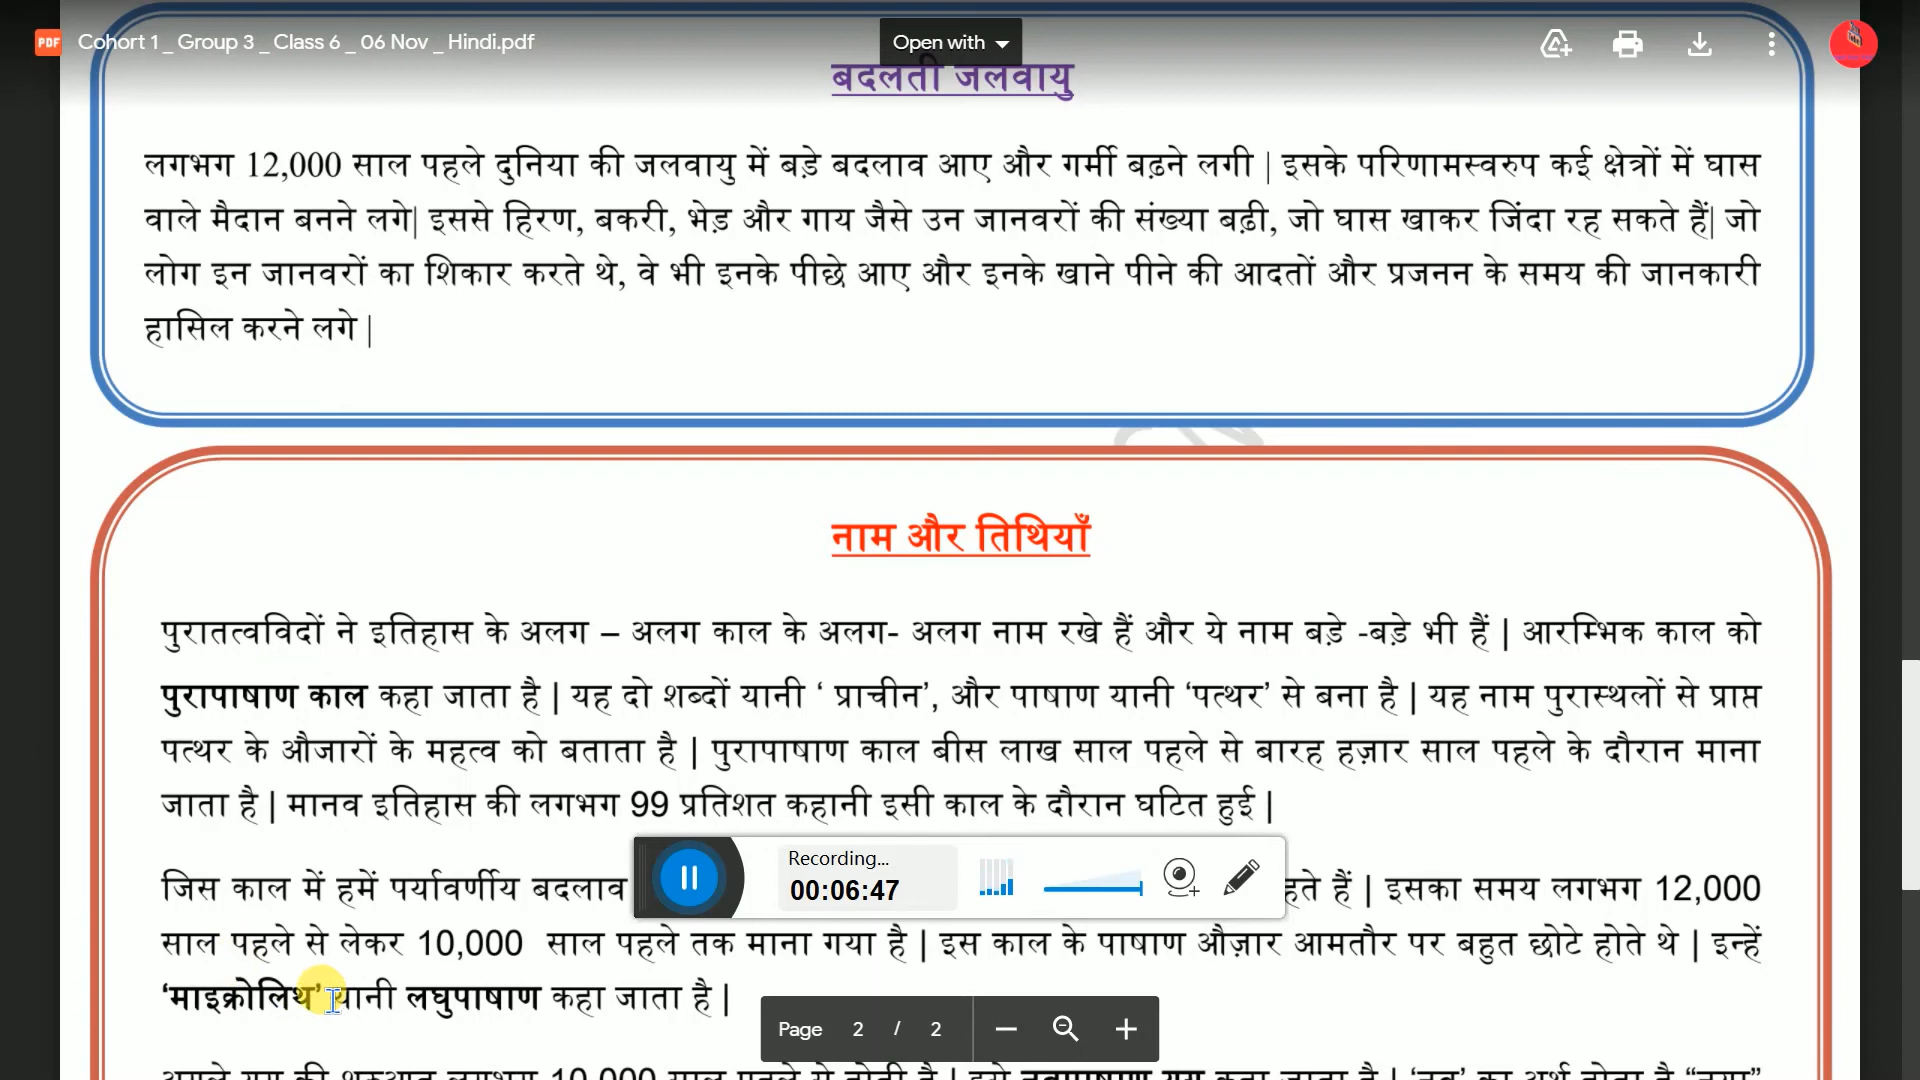 Cohort 1 _ Group 3 _ Class 6 _ 06 Nov _ Hindi.pdf
Open with
बदलती जलवायु
लगभग 12,000 साल पहले दुनिया की जलवायु में बड़े बदलाव आए और गर्मी बढ़ने लगी | इसके परिणामस्वरुप कई क्षेत्रों में घास
वाले मैदान बनने लगे| इससे हिरण, बकरी, भेड़ और गाय जैसे उन जानवरों की संख्या बढ़ी, जो घास खाकर जिंदा रह सकते हैं| जो
लोग इन जानवरों का शिकार करते थे, वे भी इनके पीछे आए और इनके खाने पीने की आदतों और प्रजनन के समय की जानकारी
हासिल करने लगे |
नाम और तिथियाँ
पुरातत्वविदों ने इतिहास के अलग – अलग काल के अलग- अलग नाम रखे हैं और ये नाम बड़े -बड़े भी हैं | आरम्भिक काल को
पुरापाषाण काल कहा जाता है | यह दो शब्दों यानी ‘ प्राचीन’, और पाषाण यानी ‘पत्थर’ से बना है | यह नाम पुरास्थलों से प्राप्त
पत्थर के औजारों के महत्व को बताता है | पुरापाषाण काल बीस लाख साल पहले से बारह हज़ार साल पहले के दौरान माना
जाता है | मानव इतिहास की लगभग 99 प्रतिशत कहानी इसी काल के दौरान घटित हुई |
जिस काल में हमें पर्यावर्णीय बदलाव हते हैं | इसका समय लगभग 12,000
Recording...
00:06:47
साल पहले से लेकर 10,000 साल पहले तक माना गया है | इस काल के पाषाण औज़ार आमतौर पर बहुत छोटे होते थे | इन्हें
‘माइक्रोलिथ’ यानी लघुपाषाण कहा जाता है |
Page 2 / 2